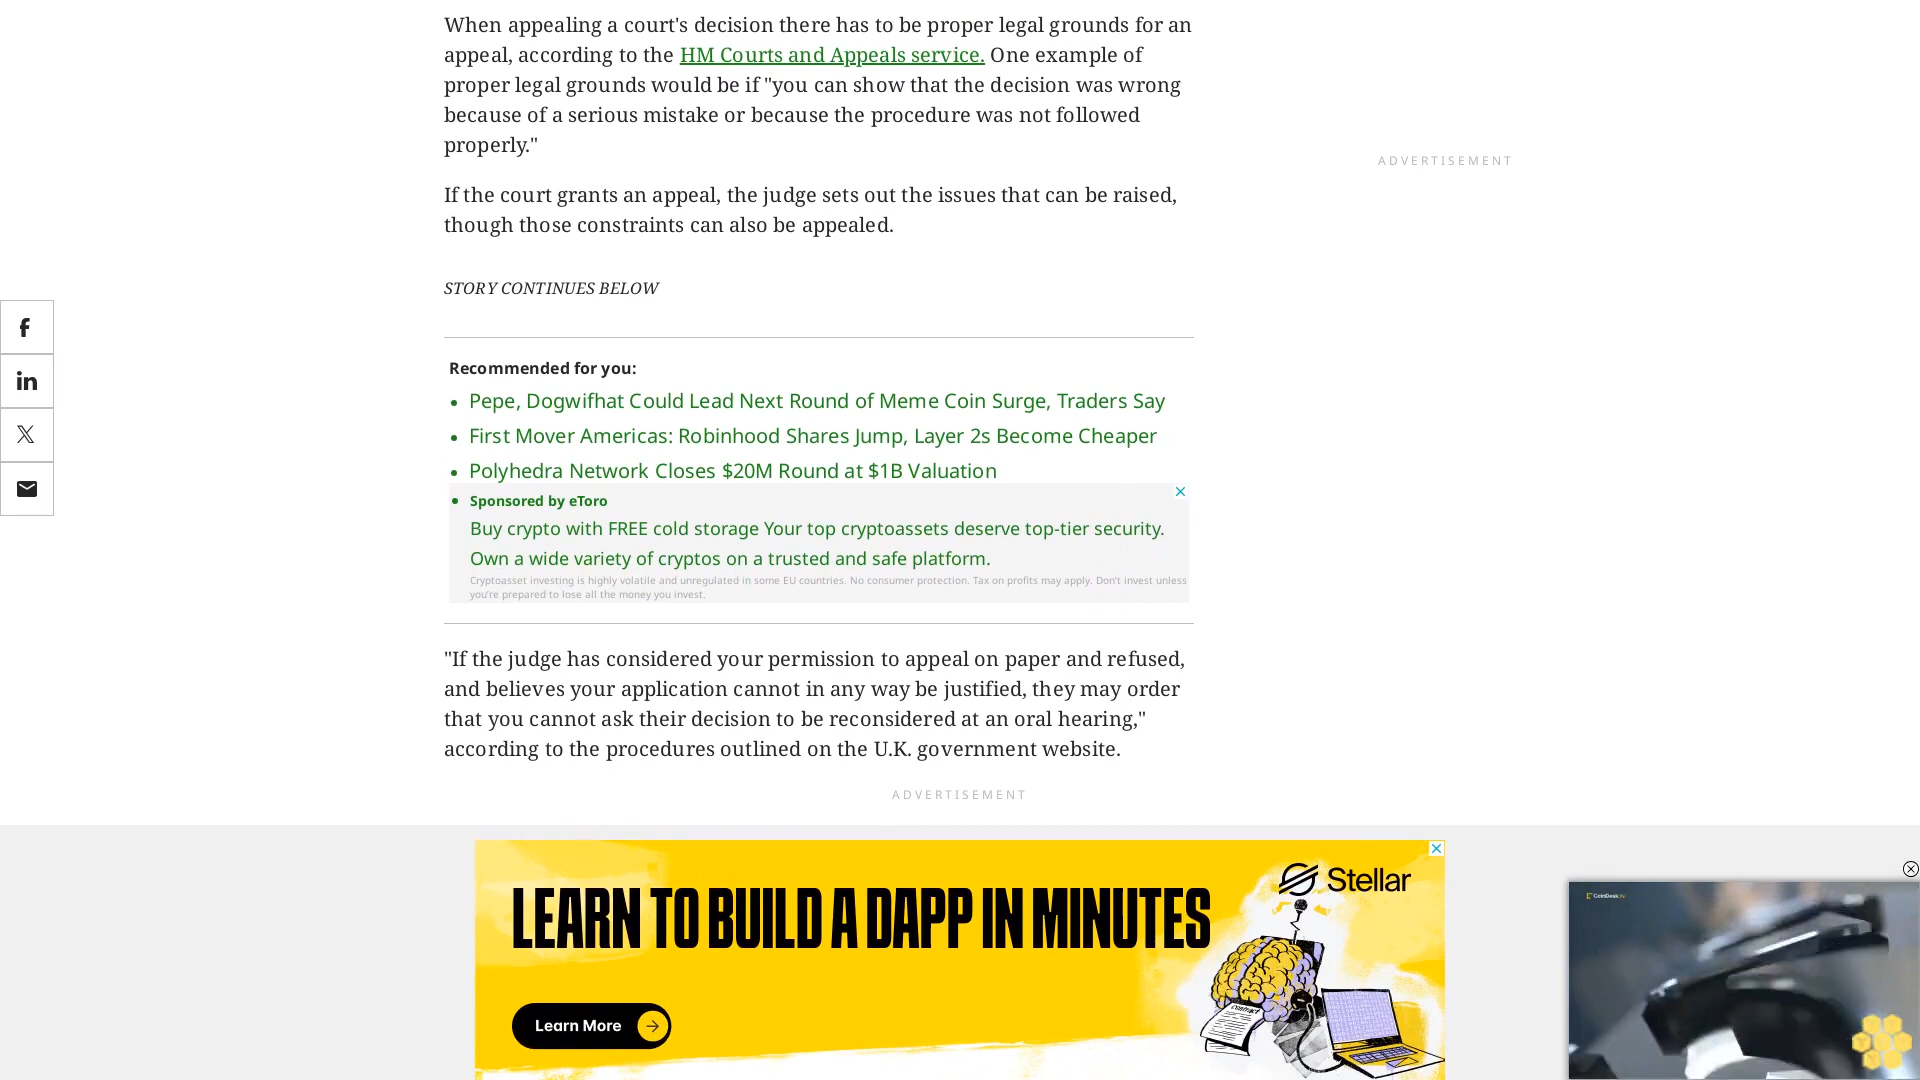 When appealing a court's decision there has to be proper legal grounds for an
appeal, according to the HM Courts and Appeals service. One example of
proper legal grounds would be if "you can show that the decision was wrong
because of a serious mistake or because the procedure was not followed
properly."
ADVERTISEMENT
If the court grants an appeal, the judge sets out the issues that can be raised,
though those constraints can also be appealed.
STORY CONTINUES BELOW
Recommended for you:
• Pepe, Dogwifhat Could Lead Next Round of Meme Coin Surge, Traders Say
• First Mover Americas: Robinhood Shares Jump, Layer 2s Become Cheaper
• Polyhedra Network Closes $20M Round at $1B Valuation
• Sponsored by eToro
Buy crypto with FREE cold storage Your top cryptoassets deserve top-tier security.
Own a wide variety of cryptos on a trusted and safe platform.
Cryptoasset investing is highly volatile and unregulated in some EU countries. No consumer protection. Tax on profits may apply. Don't invest unless
you're prepared to lose all the money you invest.
"If the judge has considered your permission to appeal on paper and refused,
and believes your application cannot in any way be justified, they may order
that you cannot ask their decision to be reconsidered at an oral hearing,"
according to the procedures outlined on the U.K. government website.
ADVERTISEMENT
Stellar
LEARN TO BUILD A DAPP IN MINUTES
Learn More
CONTRACT
CoinDesk